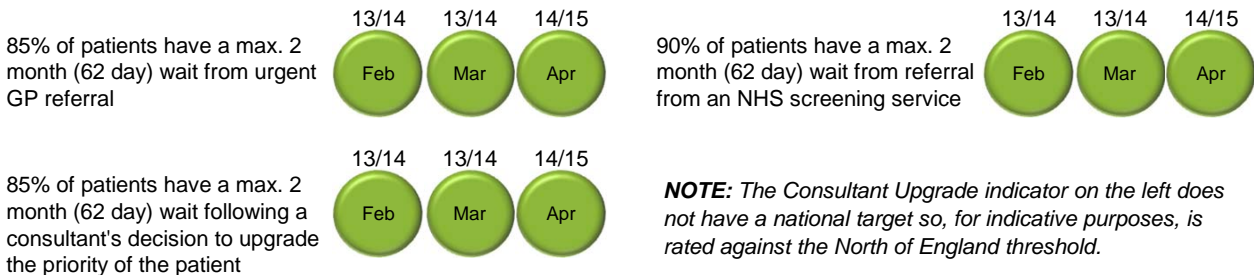 13/14 13/14 14/15
85% of patients have a max. 2
month (62 day) wait from urgent
GP referral
Feb Mar Apr
13/14 13/14 14/15
90% of patients have a max. 2
month (62 day) wait from referral
from an NHS screening service
Feb Mar Apr
13/14 13/14 14/15
85% of patients have a max. 2
month (62 day) wait following a
consultant's decision to upgrade
the priority of the patient
Feb Mar Apr
NOTE: The Consultant Upgrade indicator on the left does
not have a national target so, for indicative purposes, is
rated against the North of England threshold.